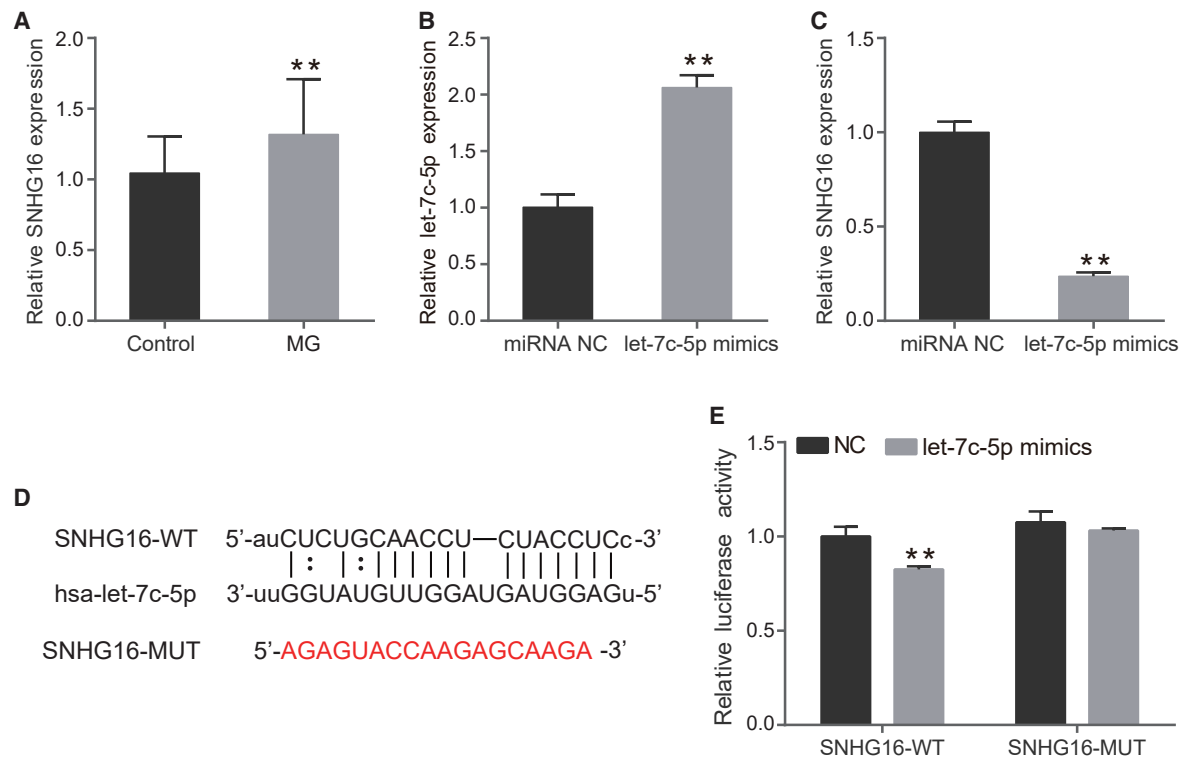 A
Relative SNHG16 expression
2.0
1.5
1.0
0.5
0.0
**
Control
MG
B
Relative let-7c-5p expression
2.5
2.0
1.5
1.0
0.5
0.0
**
miRNA NC
let-7c-5p mimics
C
Relative SNHG16 expression
1.5
1.0
0.5
0.0
**
miRNA NC
let-7c-5p mimics
D
SNHG16-WT 5'-auCUCUGCAACCU—CUACCUCc-3'
hsa-let-7c-5p 3'-uuGGUAUGUUGGAUGAUGGAGu-5'
SNHG16-MUT 5'-AGAGUACCAAGAGCAAGA -3'
E
Relative luciferase activity
1.5
1.0
0.5
0.0
NC
let-7c-5p mimics
**
SNHG16-WT
SNHG16-MUT